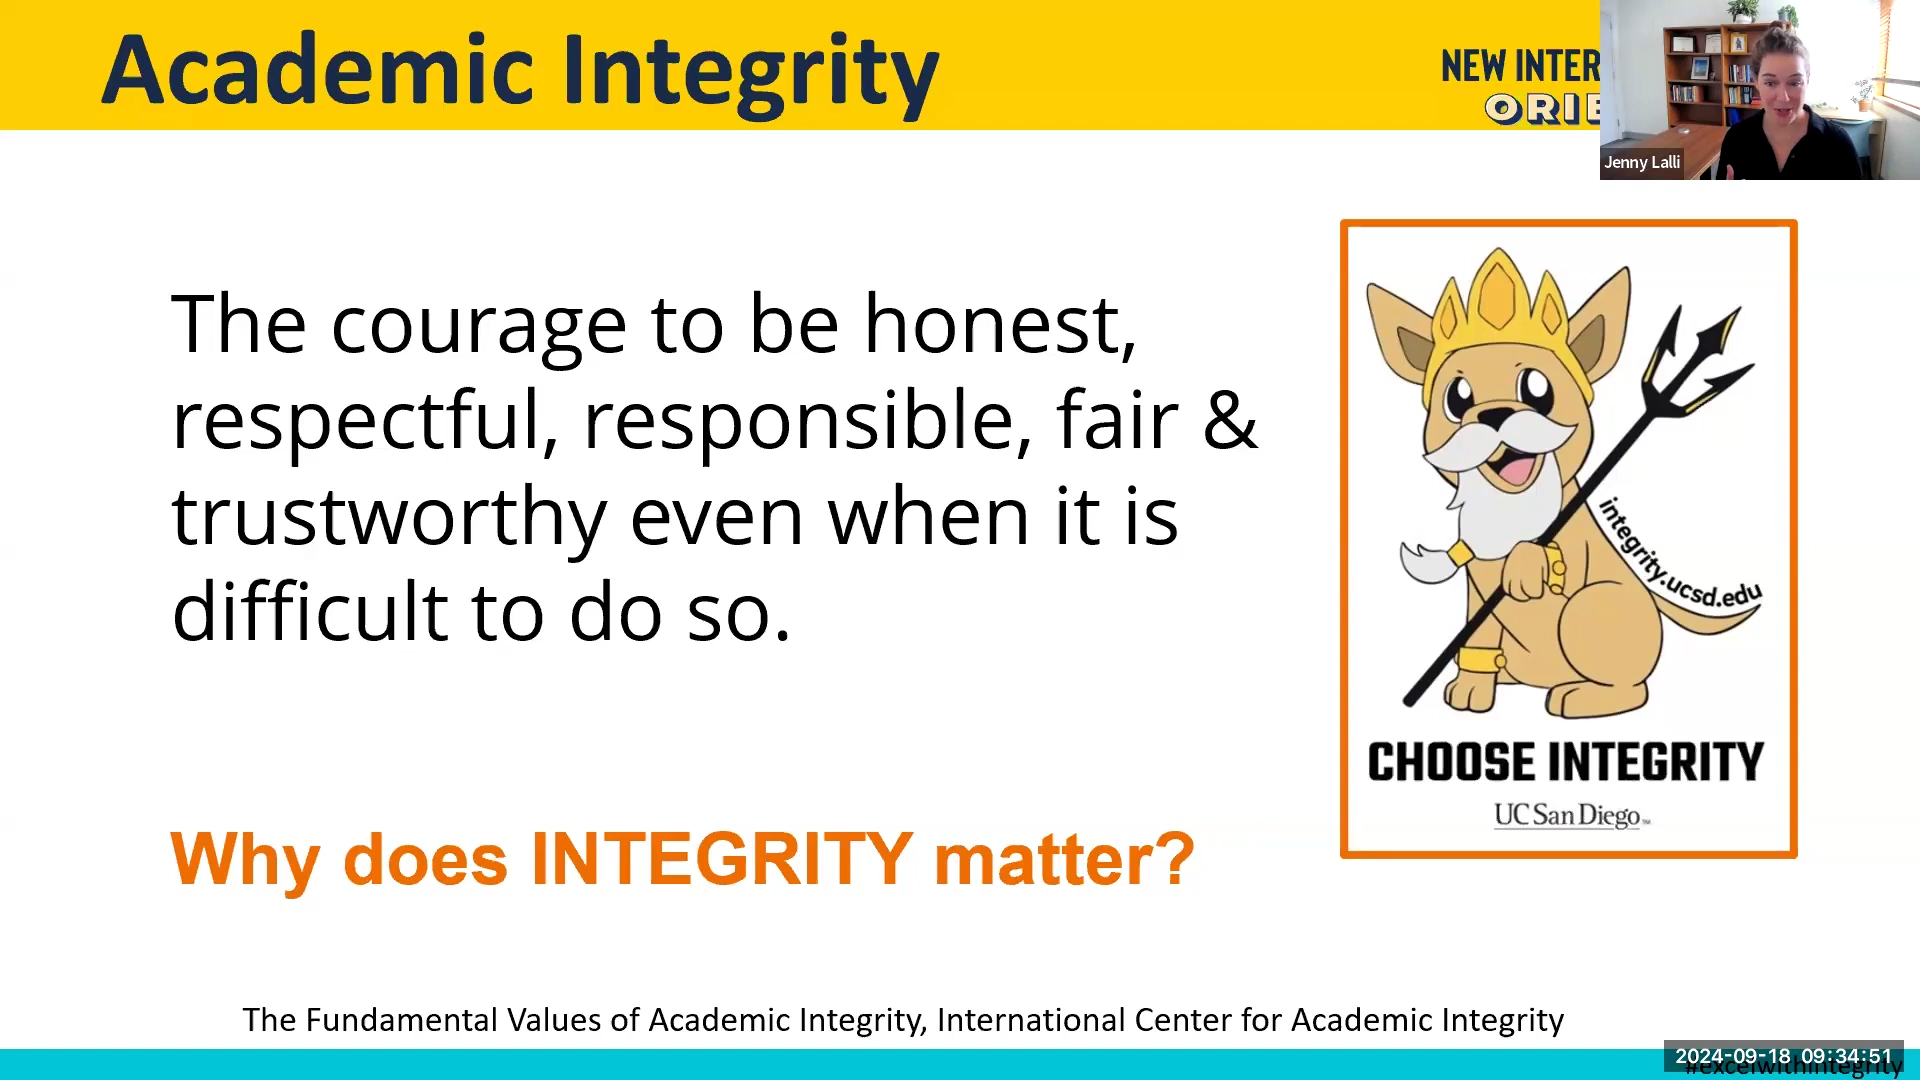 Academic Integrity
NEW INTER
ORIE
Jenny Lalli
The courage to be honest,
respectful, responsible, fair &
trustworthy even when it is
difficult to do so.
integrity.ucsd.edu
CHOOSE INTEGRITY
UC San Diego™
Why does INTEGRITY matter?
The Fundamental Values of Academic Integrity, International Center for Academic Integrity
2024-09-18 09:34:51
#excelwithintegrity